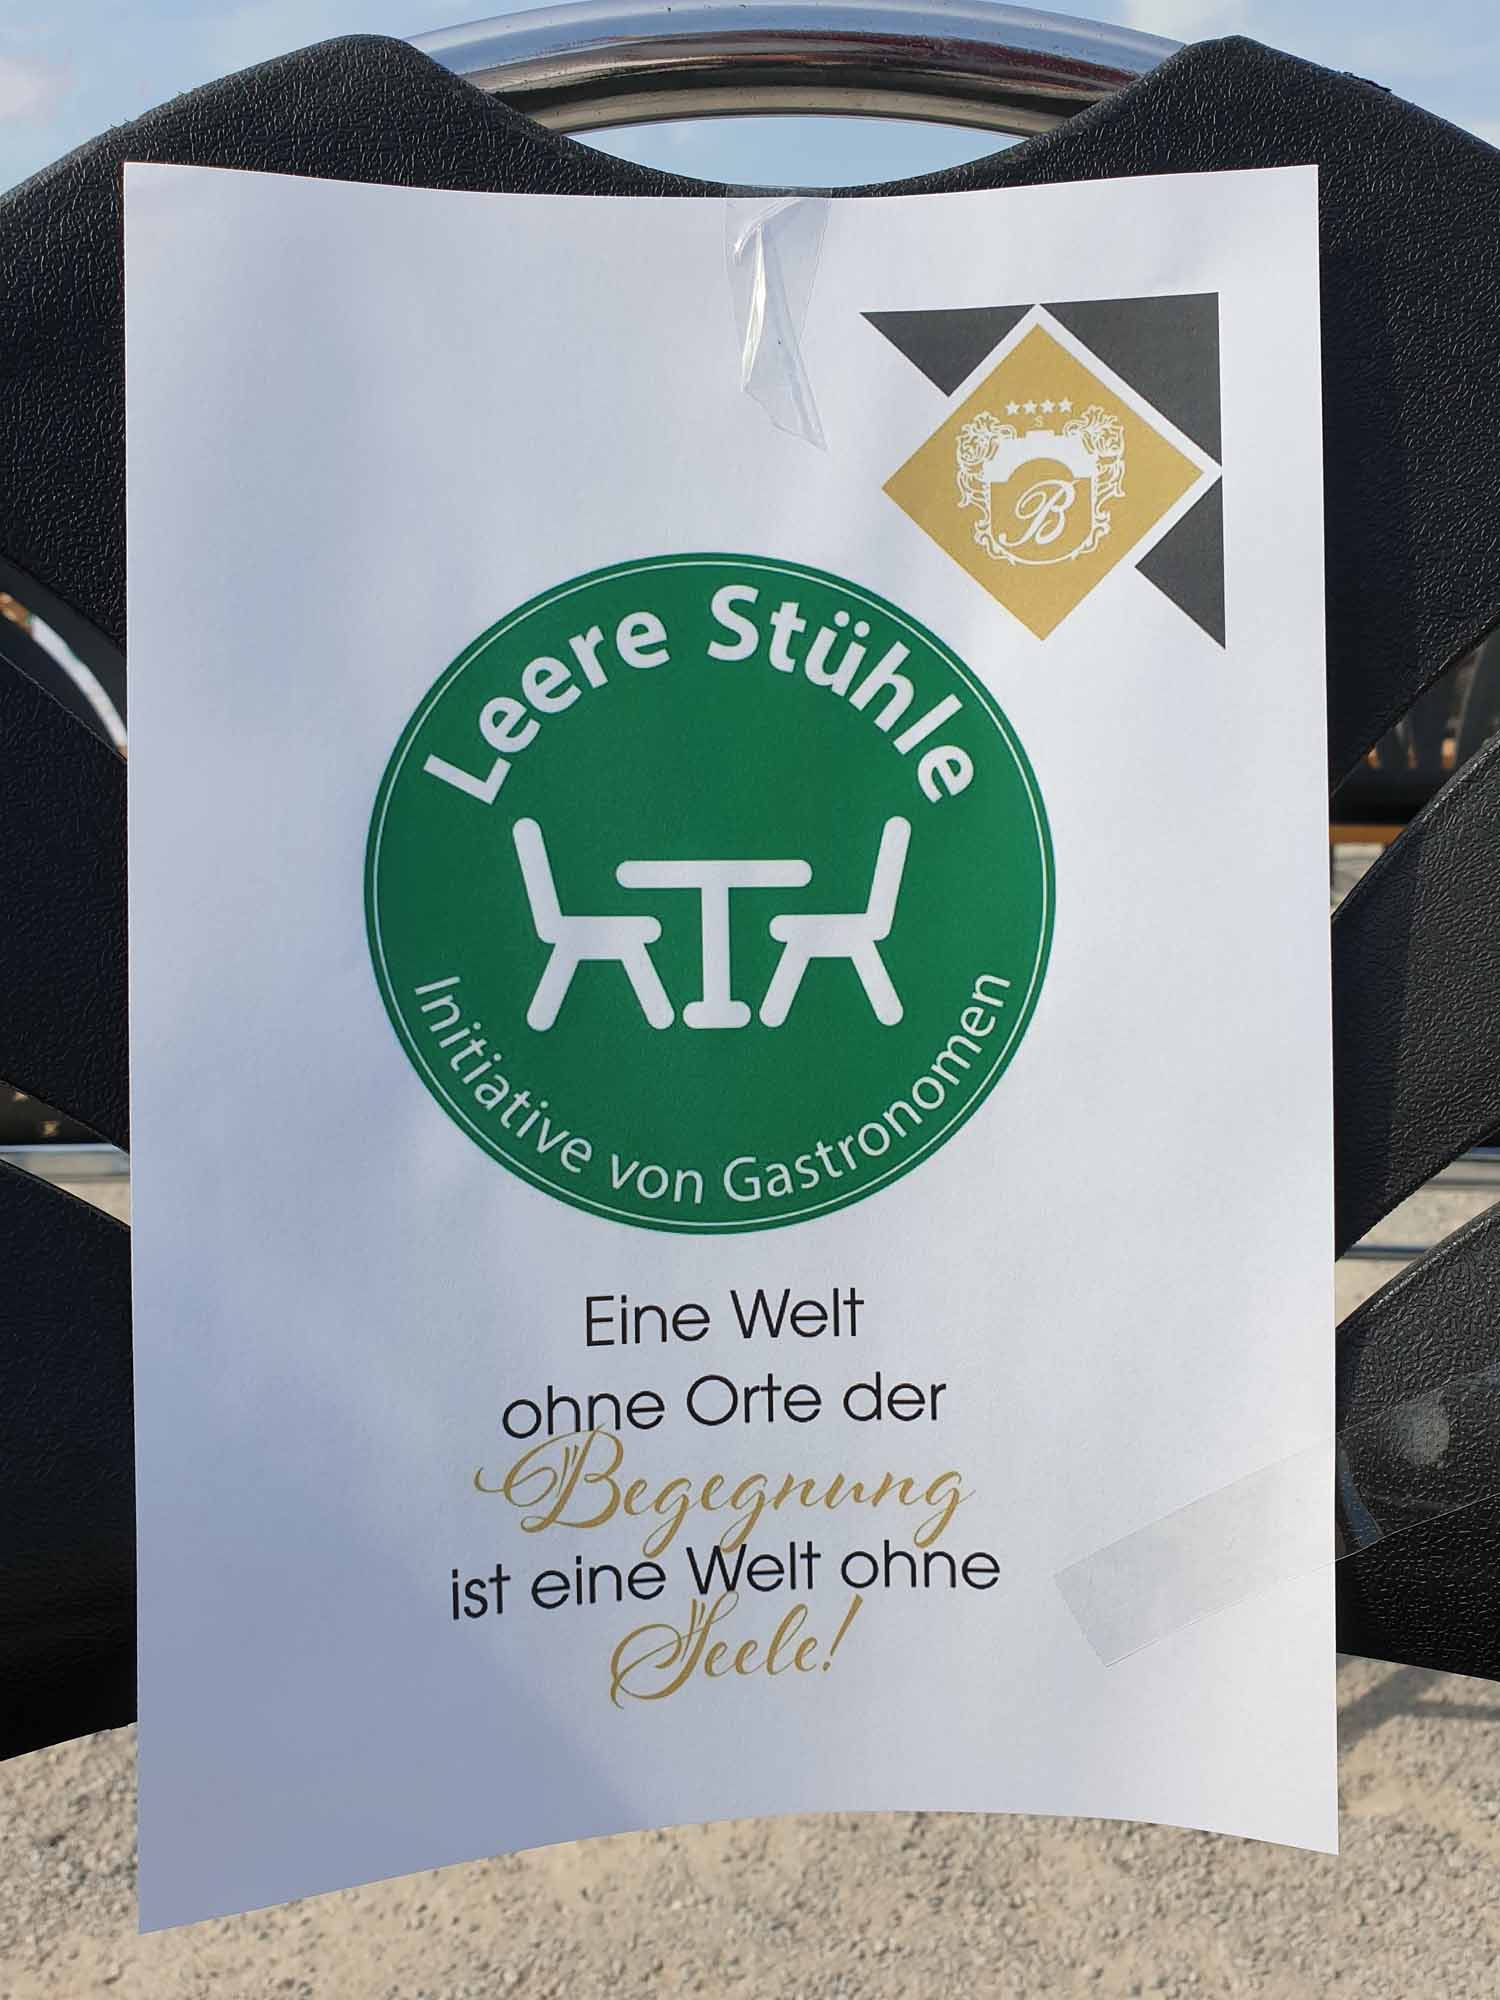 S
B
Leere Stühle
Initiative von Gastronomen
Eine Welt
ohne Orte der
Begegnung
ist eine Welt ohne
Seele!